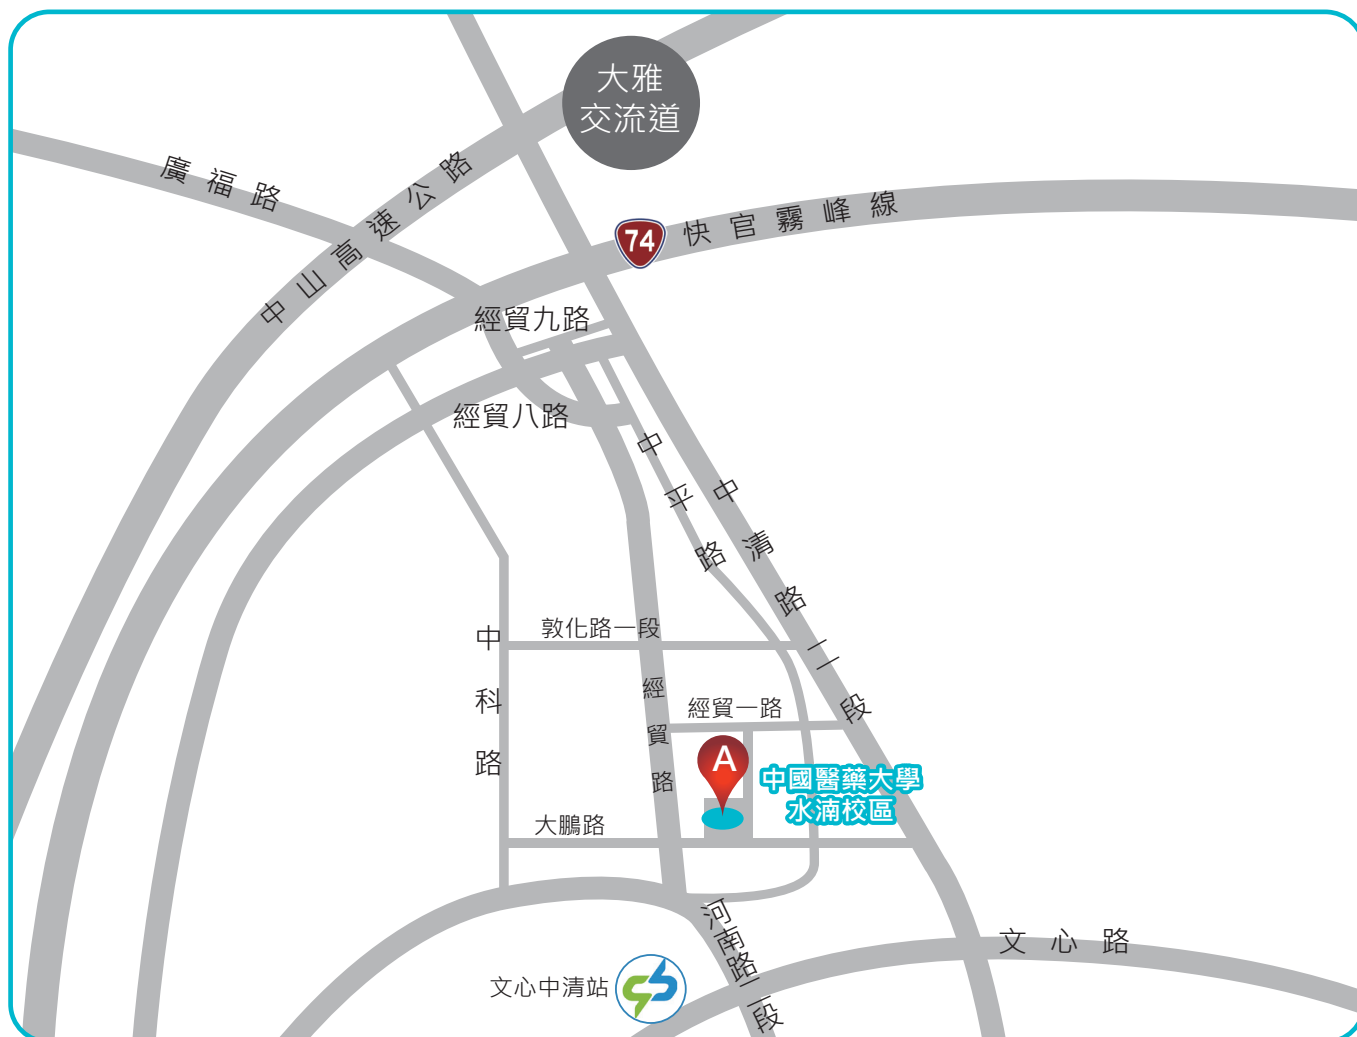 大雅
交流道
廣福路
中山高速公路
74
快官霧峰線
經貿九路
經貿八路
中平路
中清路二段
敦化路一段
中科路
經貿路
經貿一路
A
中國醫藥大學
水湳校區
大鵬路
河南路二段
文心路
文心中清站